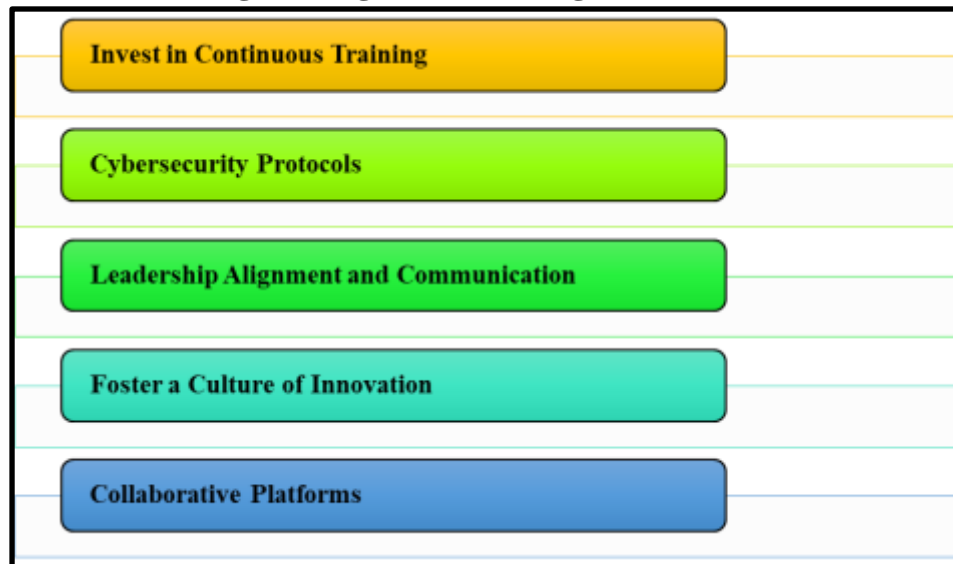 Invest in Continuous Training
Cybersecurity Protocols
Leadership Alignment and Communication
Foster a Culture of Innovation
Collaborative Platforms